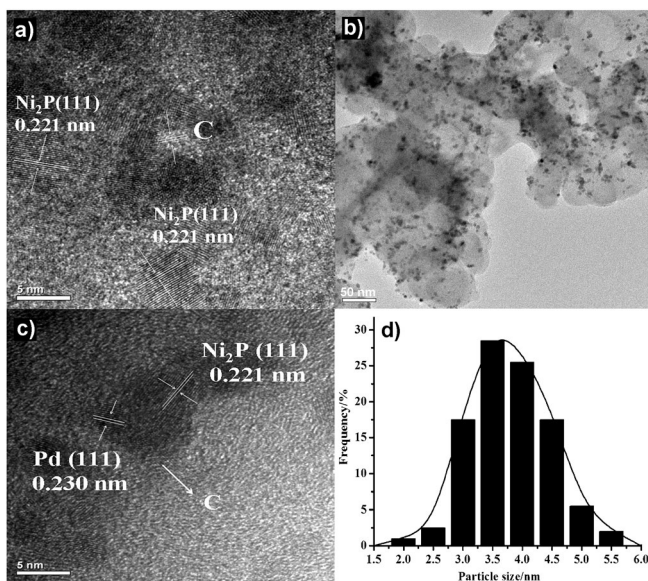 a)
Ni₂P(111)
0.221 nm
C
Ni₂P(111)
0.221 nm
5 nm
b)
50 nm
c)
Ni₂P (111)
0.221 nm
Pd (111)
0.230 nm
C
5 nm
d)
Frequency/%
30
25
20
15
10
5
0
1.5 2.0 2.5 3.0 3.5 4.0 4.5 5.0 5.5 6.0
Particle size/nm